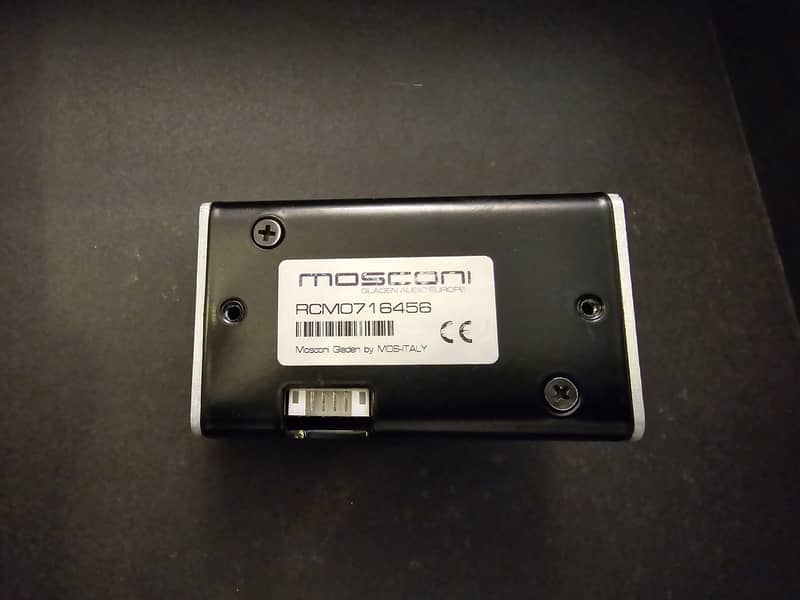 mosconi
GLADEN AUDIO EUROPE
RCM0716456
CE
Mosconi Gladen by MOS-ITALY